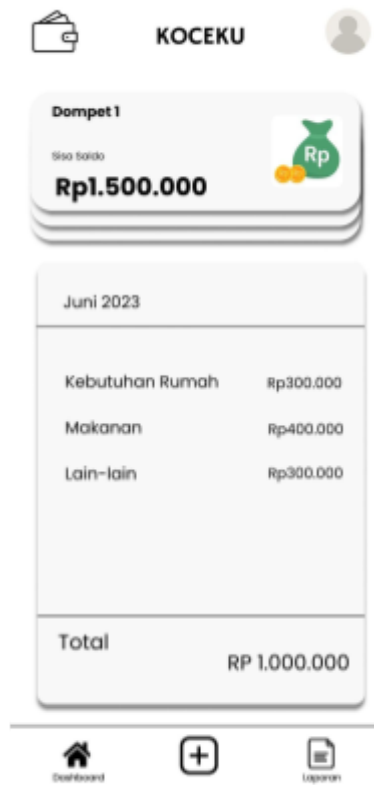 KOCEKU
Dompet 1
Sisa Saldo
Rp
Rp1.500.000
Juni 2023
Kebutuhan Rumah Rp300.000
Makanan Rp400.000
Lain-lain Rp300.000
Total
RP 1.000.000
Dashboard Laporan